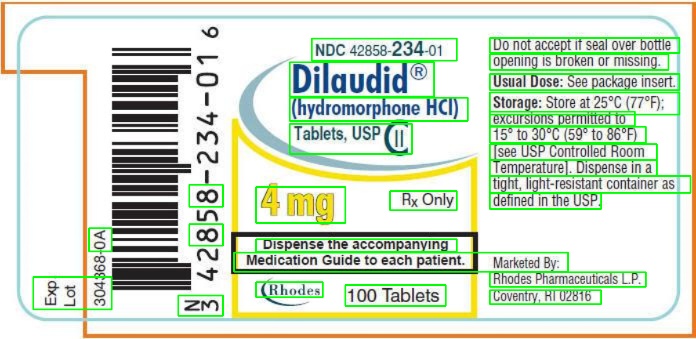 Exp
Lot
304368-0A
N
3 42858-234-01 6
NDC 42858-234-01
Dilaudid®
(hydromorphone HCl)
Tablets, USP CII
4 mg
Rx Only
Dispense the accompanying
Medication Guide to each patient.
Rhodes
100 Tablets
Do not accept if seal over bottle
opening is broken or missing.
Usual Dose: See package insert.
Storage: Store at 25°C (77°F);
excursions permitted to
15° to 30°C (59° to 86°F)
[see USP Controlled Room
Temperature]. Dispense in a
tight, light-resistant container as
defined in the USP.
Marketed By:
Rhodes Pharmaceuticals L.P.
Coventry, RI 02816